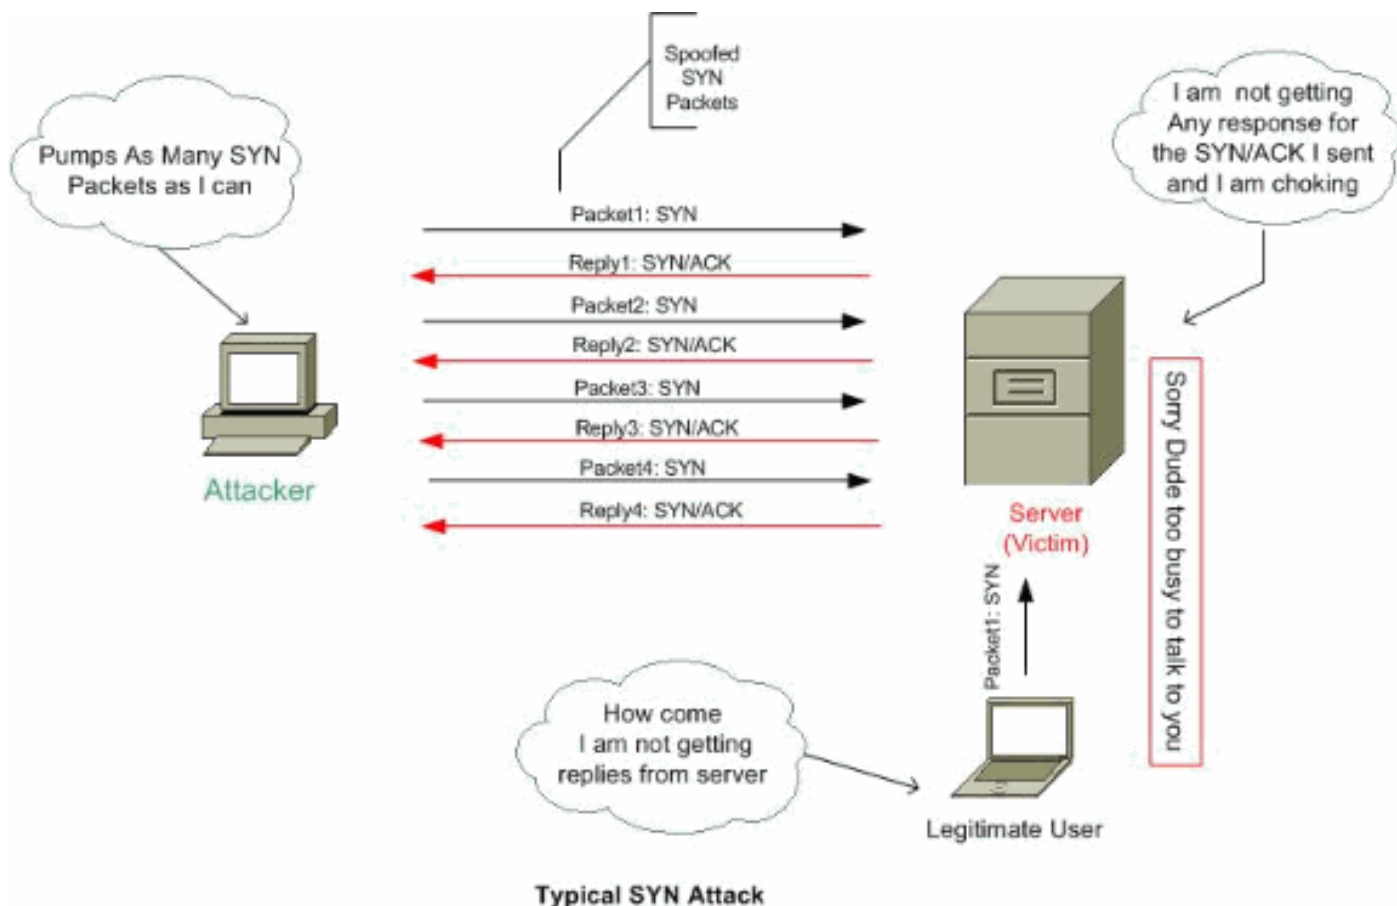 Spoofed
SYN
Packets
Pumps As Many SYN
Packets as I can
I am not getting
Any response for
the SYN/ACK I sent
and I am choking
Packet1: SYN
Reply1: SYN/ACK
Packet2: SYN
Reply2: SYN/ACK
Packet3: SYN
Reply3: SYN/ACK
Packet4: SYN
Reply4: SYN/ACK
Attacker
Server
(Victim)
Sorry Dude too busy to talk to you
Packet1: SYN
How come
I am not getting
replies from server
Legitimate User
Typical SYN Attack